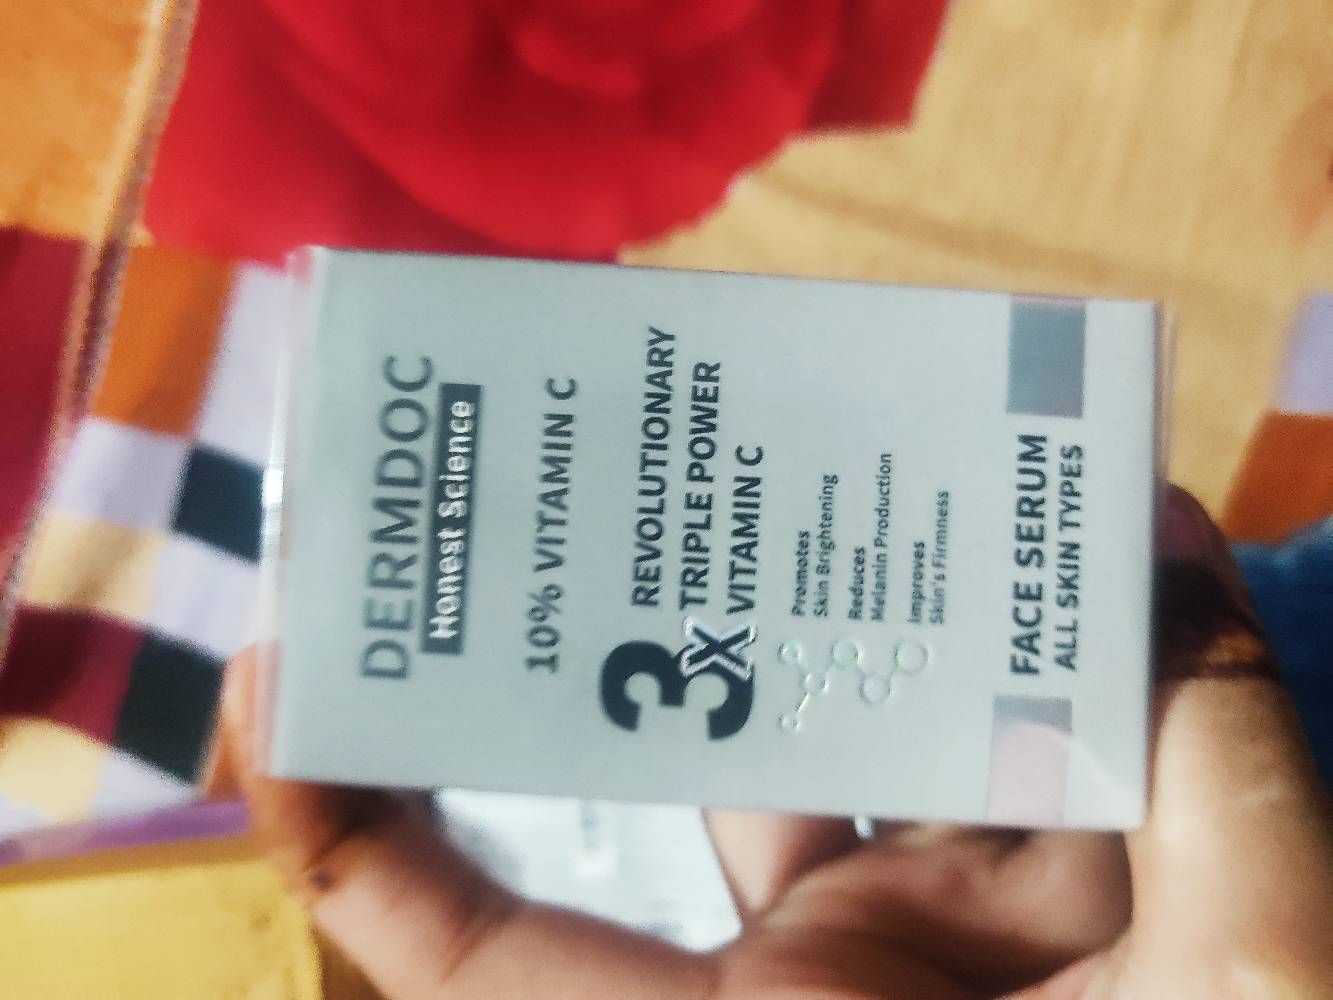 DERMDOC
Honest Science
10% VITAMIN C
3X
REVOLUTIONARY
TRIPLE POWER
VITAMIN C
Promotes
Skin Brightening
Reduces
Melanin Production
Improves
Skin's Firmness
FACE SERUM
ALL SKIN TYPES